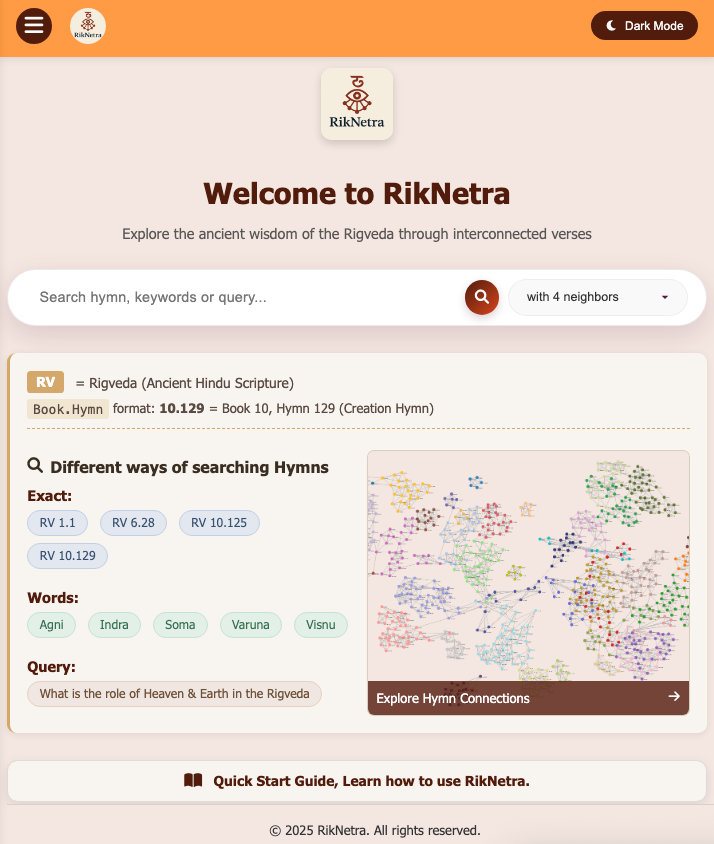 RikNetra
Dark Mode
RikNetra
Welcome to RikNetra
Explore the ancient wisdom of the Rigveda through interconnected verses
Search hymn, keywords or query...
with 4 neighbors
RV = Rigveda (Ancient Hindu Scripture)
Book.Hymn format: 10.129 = Book 10, Hymn 129 (Creation Hymn)
Different ways of searching Hymns
Exact:
RV 1.1 RV 6.28 RV 10.125
RV 10.129
Words:
Agni Indra Soma Varuna Visnu
Query:
What is the role of Heaven & Earth in the Rigveda
Explore Hymn Connections
Quick Start Guide, Learn how to use RikNetra.
© 2025 RikNetra. All rights reserved.